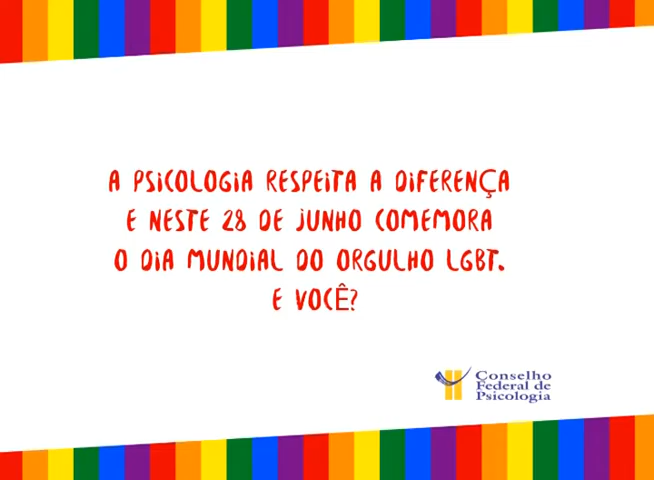 A PSICOLOGIA RESPEITA A DIFERENÇA
E NESTE 28 DE JUNHO COMEMORA
O DIA MUNDIAL DO ORGULHO LGBT.
E VOCÊ?
Conselho
Federal de
Psicologia